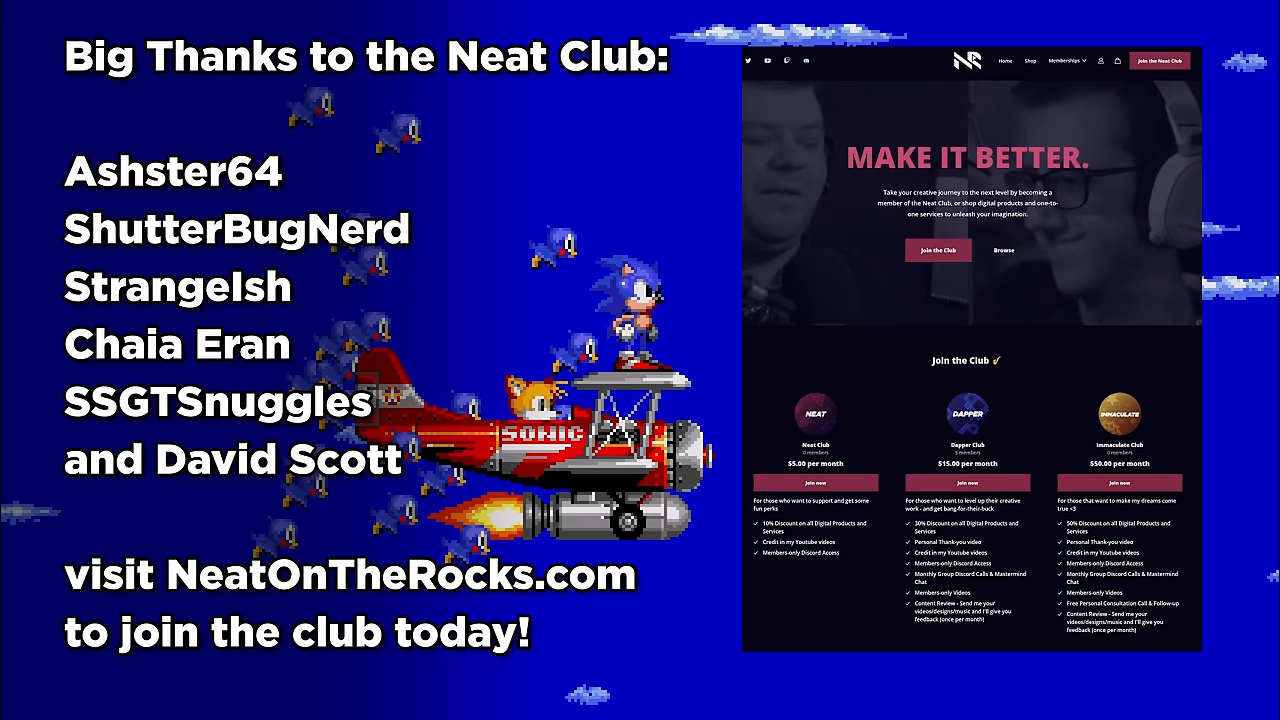 Big Thanks to the Neat Club:
Ashster64
ShutterBugNerd
StrangeIsh
Chaia Eran
SSGTSnuggles
and David Scott
visit NeatOnTheRocks.com
to join the club today!
SONIC
NR
Home
Shop
Memberships
Join the Neat Club
MAKE IT BETTER.
Take your creative journey to the next level by becoming a
member of the Neat Club, or shop digital products and one-to-
one services to unleash your imagination.
Join the Club
Browse
Join the Club
NEAT
Neat Club
0 members
$5.00 per month
Join now
For those who want to support and get some
fun perks
10% Discount on all Digital Products and
Services
Credit in my Youtube videos
Members-only Discord Access
DAPPER
Dapper Club
5 members
$15.00 per month
Join now
For those who want to level up their creative
work - and get bang-for-their-buck
30% Discount on all Digital Products and
Services
Personal Thank-you video
Credit in my Youtube videos
Members-only Discord Access
Monthly Group Discord Calls & Mastermind
Chat
Members-only Videos
Content Review - Send me your
videos/designs/music and I'll give you
feedback (once per month)
IMMACULATE
Immaculate Club
0 members
$50.00 per month
Join now
For those that want to make my dreams come
true <3
50% Discount on all Digital Products and
Services
Personal Thank-you video
Credit in my Youtube videos
Members-only Discord Access
Monthly Group Discord Calls & Mastermind
Chat
Members-only Videos
Free Personal Consultation Call & Follow-up
Content Review - Send me your
videos/designs/music and I'll give you
feedback (once per month)